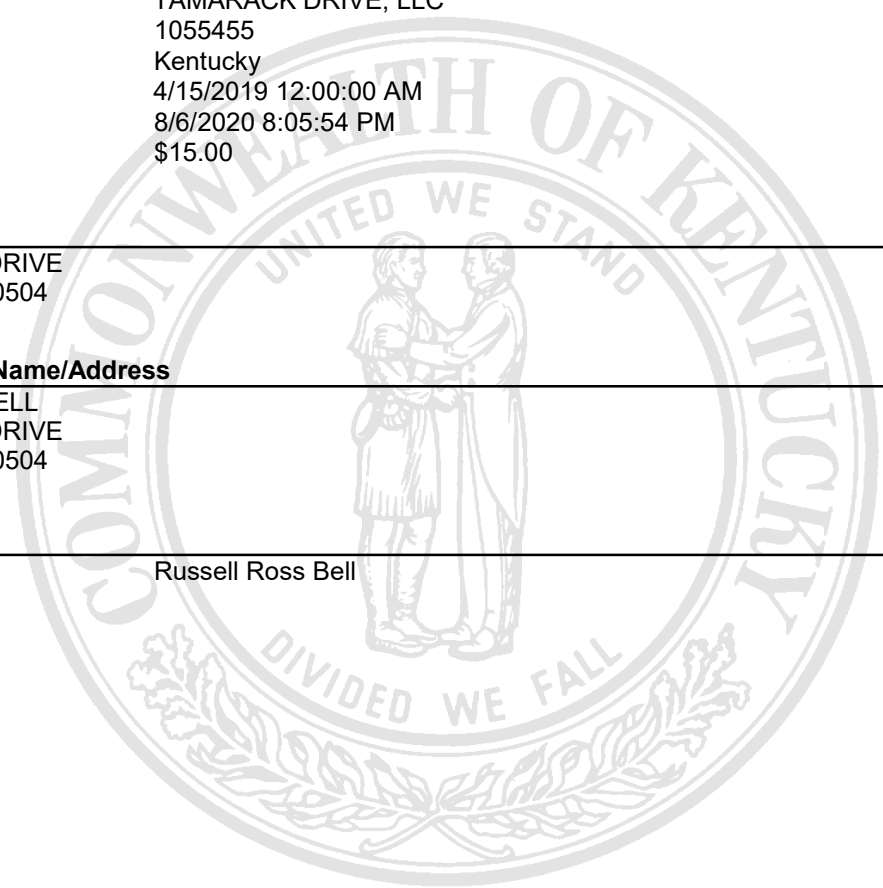 TAMARACK DRIVE, LLC
1055455
Kentucky
4/15/2019 12:00:00 AM
8/6/2020 8:05:54 PM
$15.00
COMMONWEALTH OF KENTUCKY
UNITED WE STAND
DRIVE
0504
Name/Address
ELL
DRIVE
0504
Russell Ross Bell
DIVIDED WE FALL